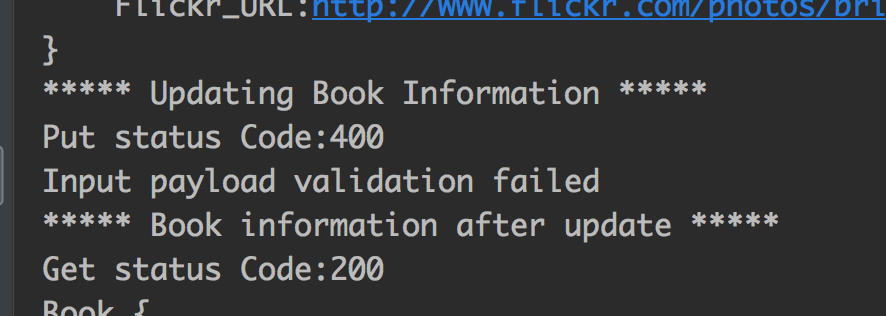 Flickr_URL:http://www.flickr.com/photos/bri
}
***** Updating Book Information *****
Put status Code:400
Input payload validation failed
***** Book information after update *****
Get status Code:200
Book {